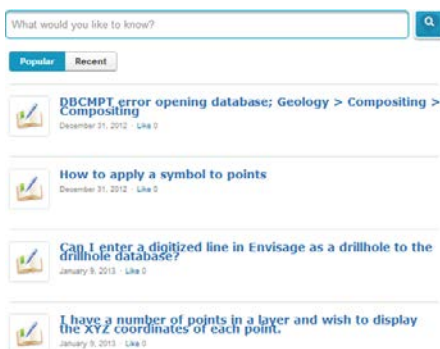 What would you like to know?
Popular Recent
DBCMPT error opening database; Geology > Compositing >
Compositing
December 31, 2012 · Like 0
How to apply a symbol to points
December 31, 2012 · Like 0
Can I enter a digitized line in Envisage as a drillhole to the
drillhole database?
January 9, 2013 · Like 0
I have a number of points in a layer and wish to display
the XYZ coordinates of each point.
January 9, 2013 · Like 0